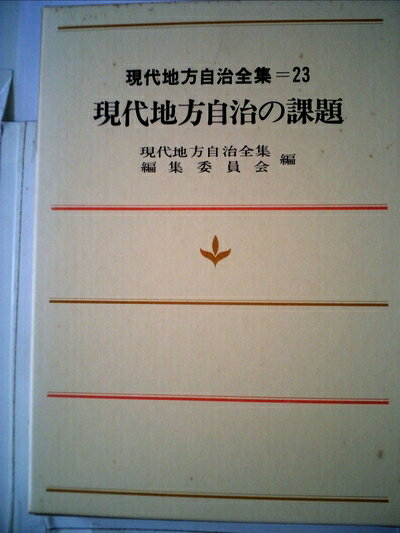 現代地方自治全集=23
現代地方自治の課題
現代地方自治全集
編集委員会 編